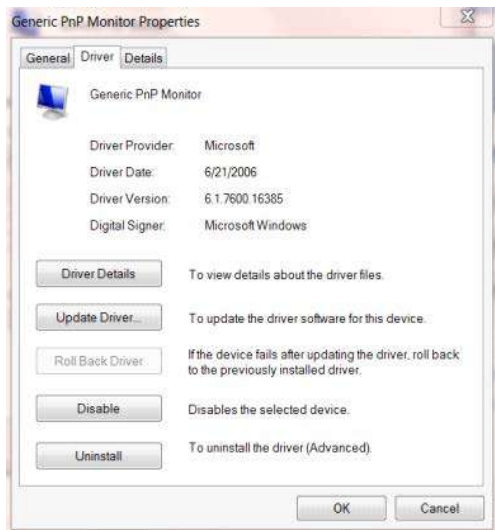 Generic PnP Monitor Properties
General Driver Details
Generic PnP Monitor
Driver Provider: Microsoft
Driver Date: 6/21/2006
Driver Version: 6.1.7600.16385
Digital Signer: Microsoft Windows
Driver Details To view details about the driver files.
Update Driver... To update the driver software for this device.
Roll Back Driver If the device fails after updating the driver, roll back
to the previously installed driver.
Disable Disables the selected device.
Uninstall To uninstall the driver (Advanced).
OK Cancel